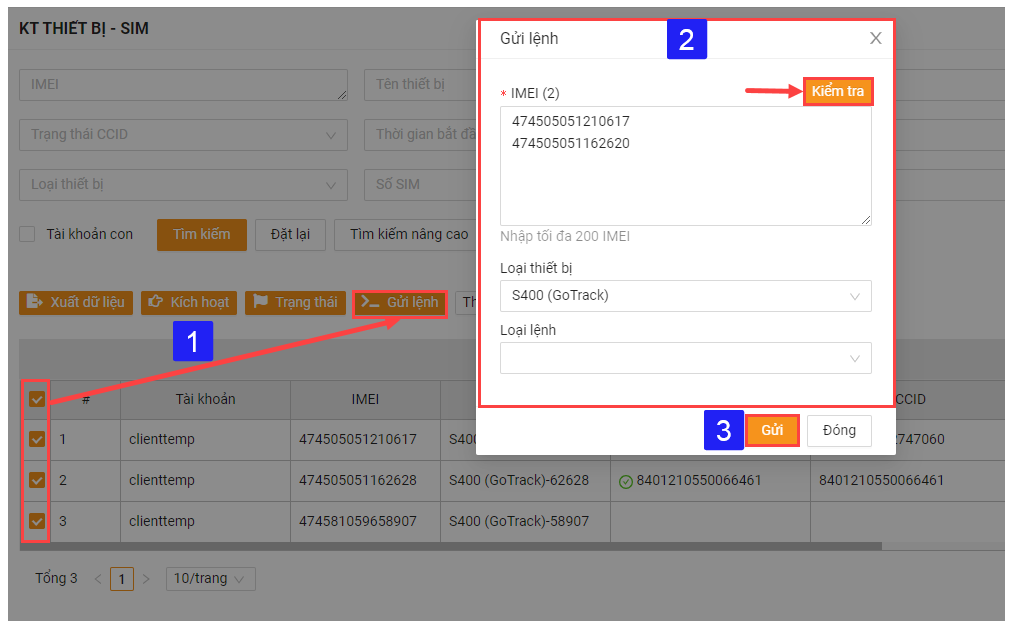 KT THIẾT BỊ - SIM
IMEI
Tên thiết bị
Trạng thái CCID
Thời gian bắt đầ
Loại thiết bị
Số SIM
Tài khoản con
Tìm kiếm
Đặt lại
Tìm kiếm nâng cao
Xuất dữ liệu
Kích hoạt
Trạng thái
Gửi lệnh
Th
1
# Tài khoản IMEI CCID
1 clienttemp 474505051210617 S400 2747060
2 clienttemp 474505051162628 S400 (GoTrack)-62628 8401210550066461 8401210550066461
3 clienttemp 474581059658907 S400 (GoTrack)-58907
Tổng 3 < 1 > 10/trang
Gửi lệnh
2
X
* IMEI (2)
Kiểm tra
474505051210617
474505051162620
Nhập tối đa 200 IMEI
Loại thiết bị
S400 (GoTrack)
Loại lệnh
3
Gửi
Đóng